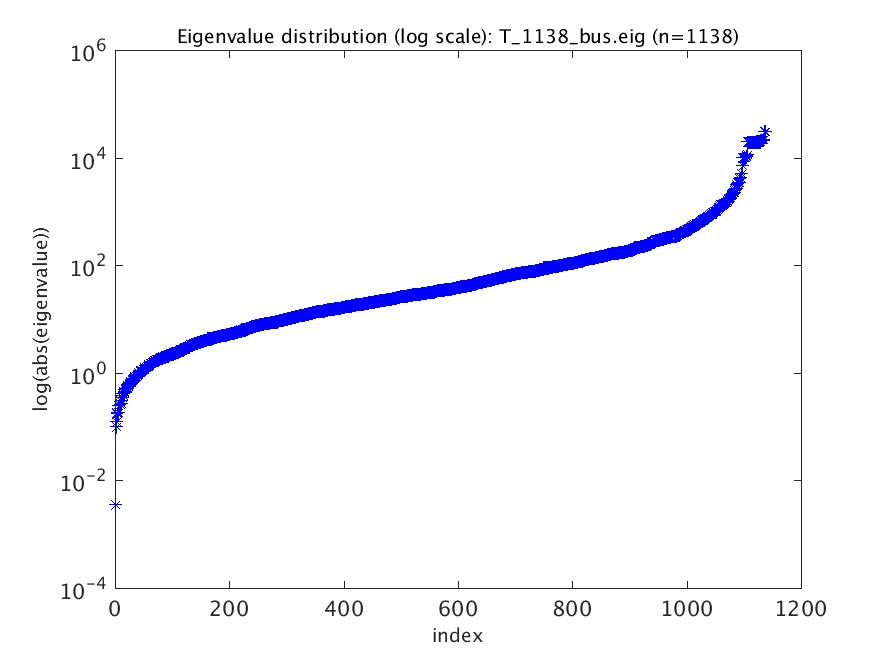 Eigenvalue distribution (log scale): T_1138_bus.eig (n=1138)
10^6
10^4
10^2
10^0
10^-2
10^-4
log(abs(eigenvalue))
0 200 400 600 800 1000 1200
index